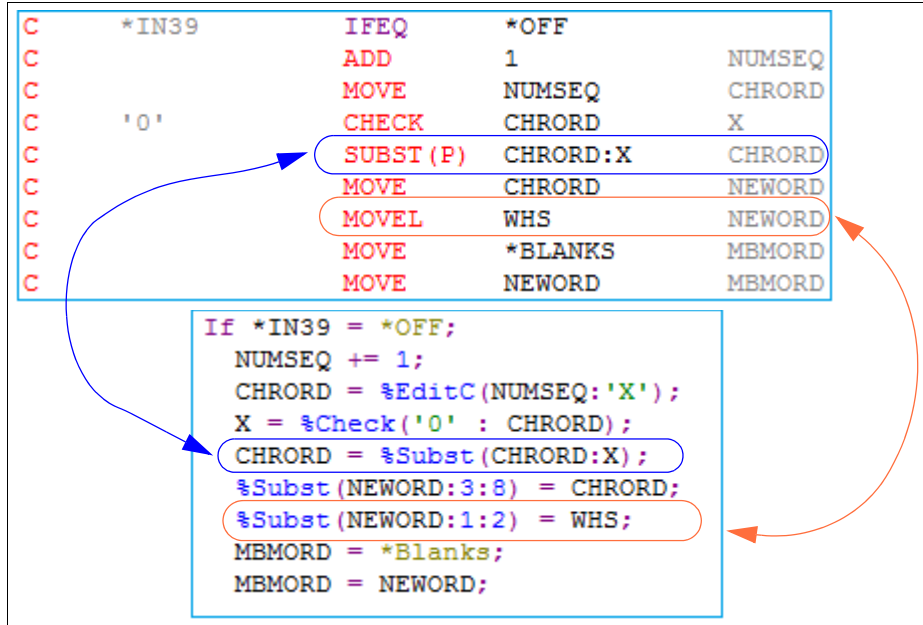 C *IN39 IFEQ *OFF
C ADD 1 NUMSEQ
C MOVE NUMSEQ CHRORD
C '0' CHECK CHRORD X
C SUBST(P) CHRORD:X CHRORD
C MOVE CHRORD NEWORD
C MOVEL WHS NEWORD
C MOVE *BLANKS MBMORD
C MOVE NEWORD MBMORD
If *IN39 = *OFF;
NUMSEQ += 1;
CHRORD = %EditC(NUMSEQ:'X');
X = %Check('0' : CHRORD);
CHRORD = %Subst(CHRORD:X);
%Subst(NEWORD:3:8) = CHRORD;
%Subst(NEWORD:1:2) = WHS;
MBMORD = *Blanks;
MBMORD = NEWORD;